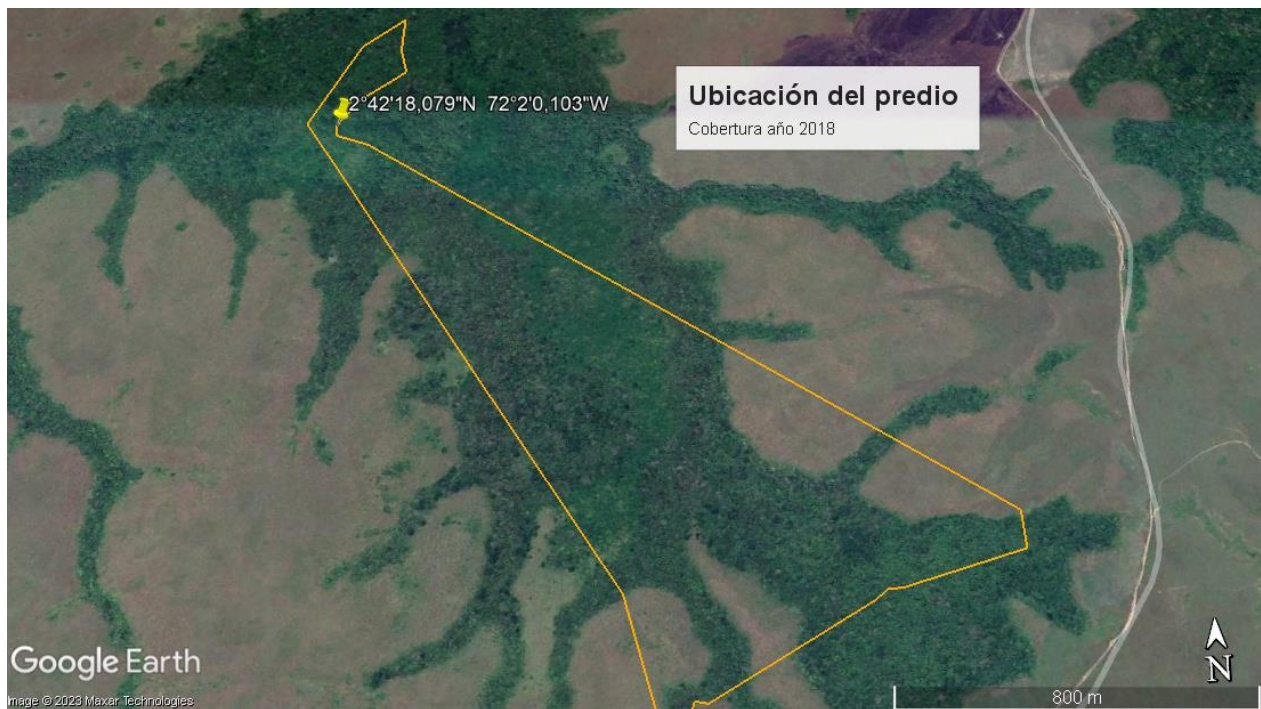 2°42'18,079"N 72°2'0,103"W
Ubicación del predio
Cobertura año 2018
Google Earth
Image © 2023 Maxar Technologies
800 m
N